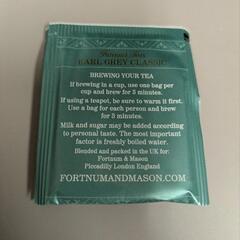 Famous Teas
EARL GREY CLASSIC
BREWING YOUR TEA
If brewing in a cup, use one bag per
cup and brew for 3 minutes.
If using a teapot, be sure to warm it first.
Use a bag for each person and brew
for 3 minutes.
Milk and sugar may be added according
to personal taste. The most important
factor is freshly boiled water.
Blended and packed in the UK for:
Fortnum & Mason
Piccadilly London England
FORTNUMANDMASON.COM